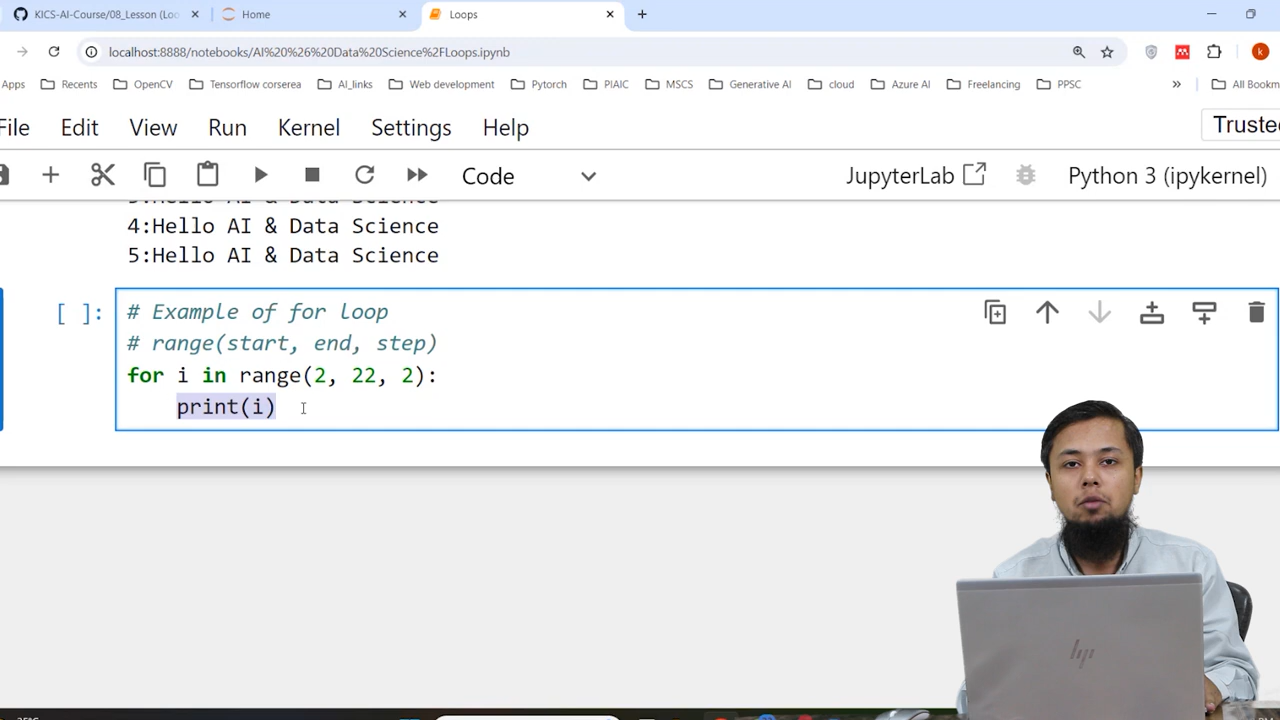 KICS-AI-Course/08_Lesson (Loo
Home
Loops
localhost:8888/notebooks/AI%20%26%20Data%20Science%2FLoops.ipynb
Apps
Recents
OpenCV
Tensorflow corserea
AI_links
Web development
Pytorch
PIAIC
MSCS
Generative AI
cloud
Azure AI
Freelancing
PPSC
»
All Bookm
File
Edit
View
Run
Kernel
Settings
Help
Truste
Code
JupyterLab
Python 3 (ipykernel)
4:Hello AI & Data Science
5:Hello AI & Data Science
[ ]:
# Example of for loop
# range(start, end, step)
for i in range(2, 22, 2):
print(i)
hp